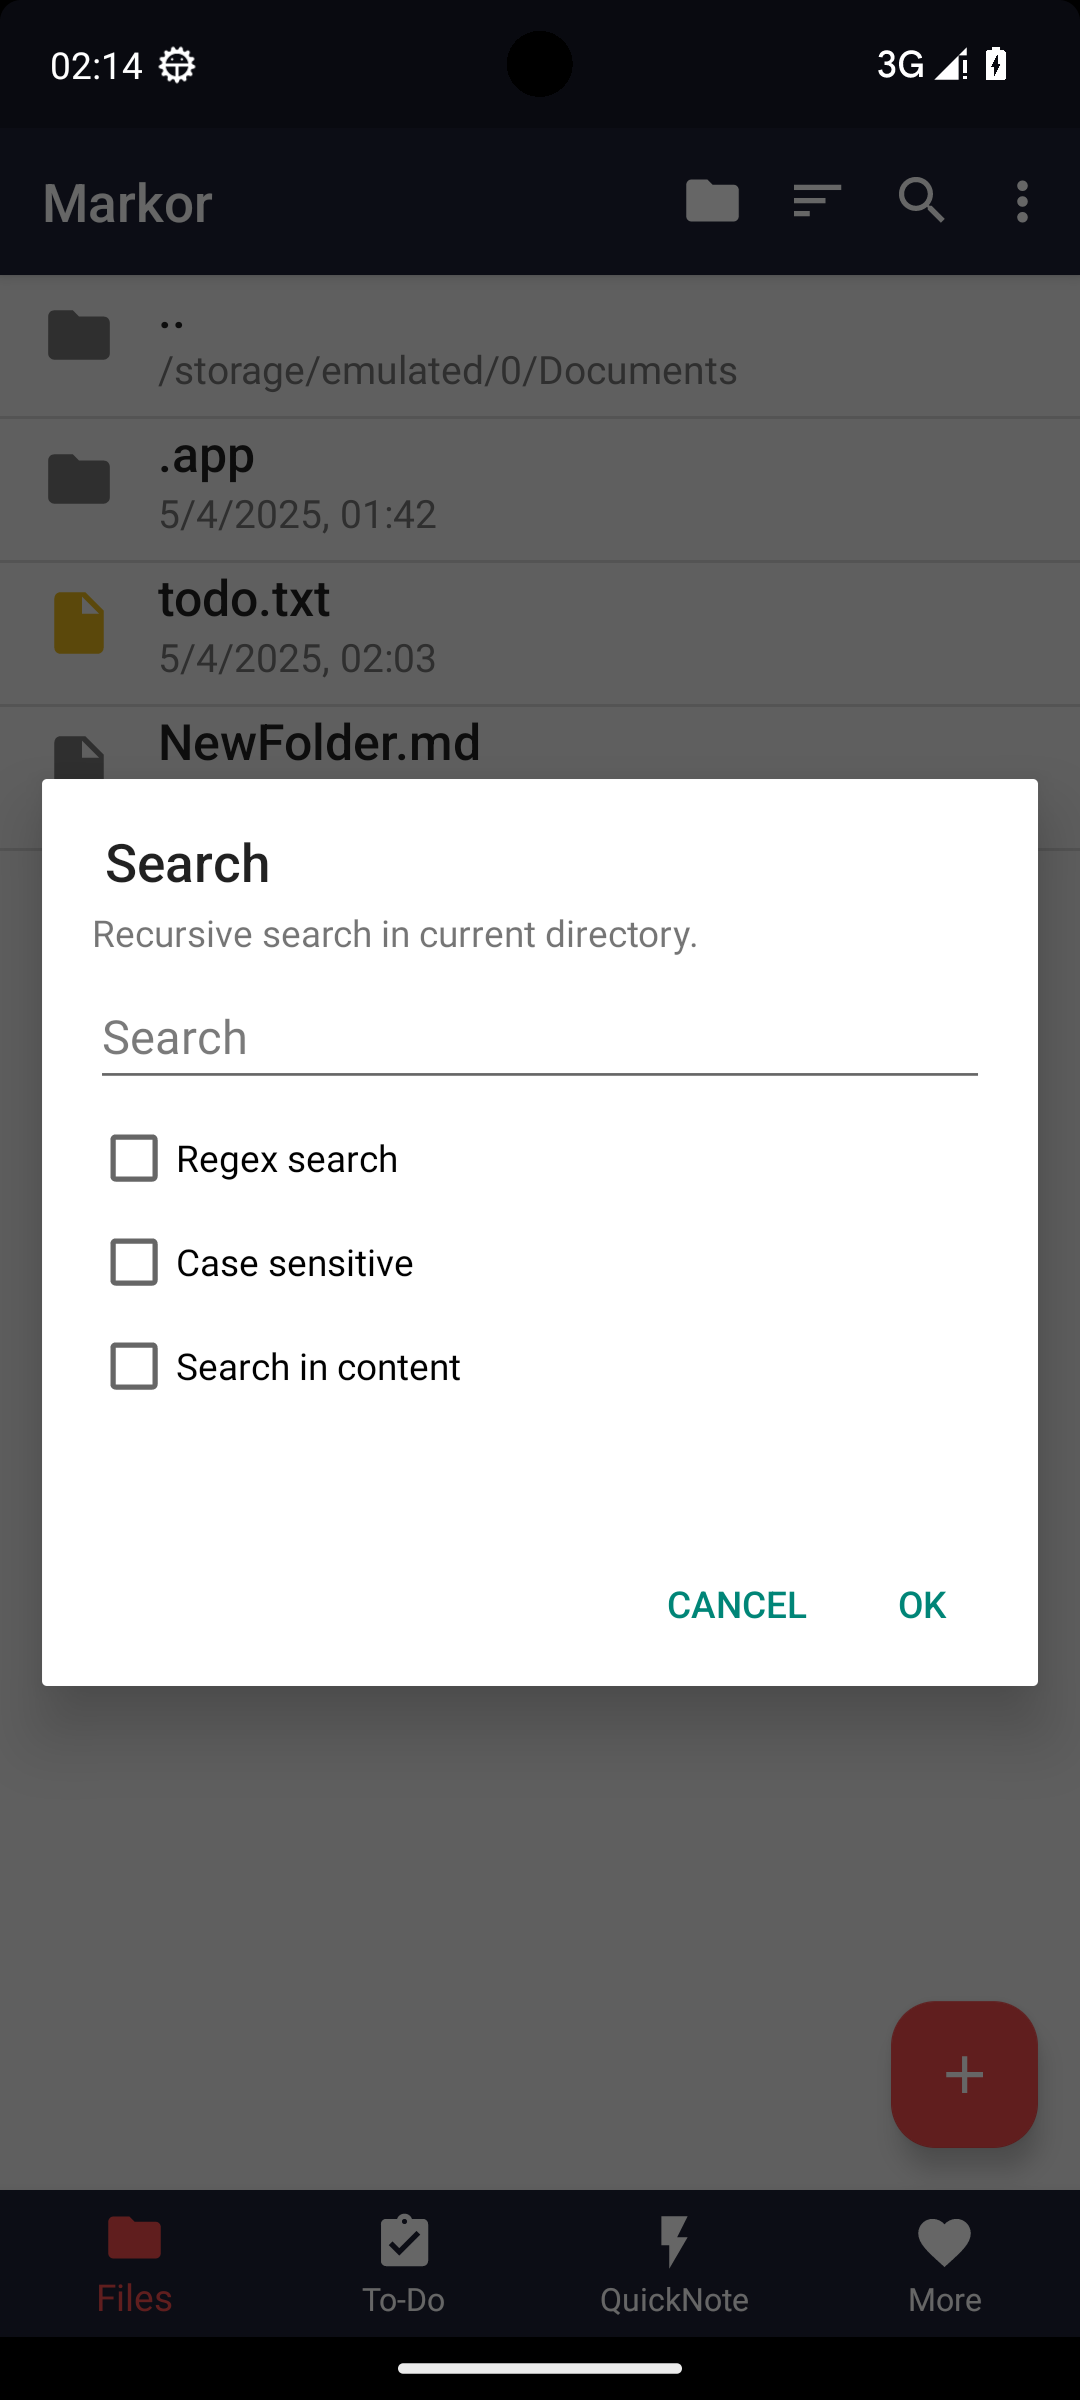 02:14
3G
Markor
..
/storage/emulated/0/Documents
.app
5/4/2025, 01:42
todo.txt
5/4/2025, 02:03
NewFolder.md
Search
Recursive search in current directory.
Search
Regex search
Case sensitive
Search in content
CANCEL
OK
Files
To-Do
QuickNote
More